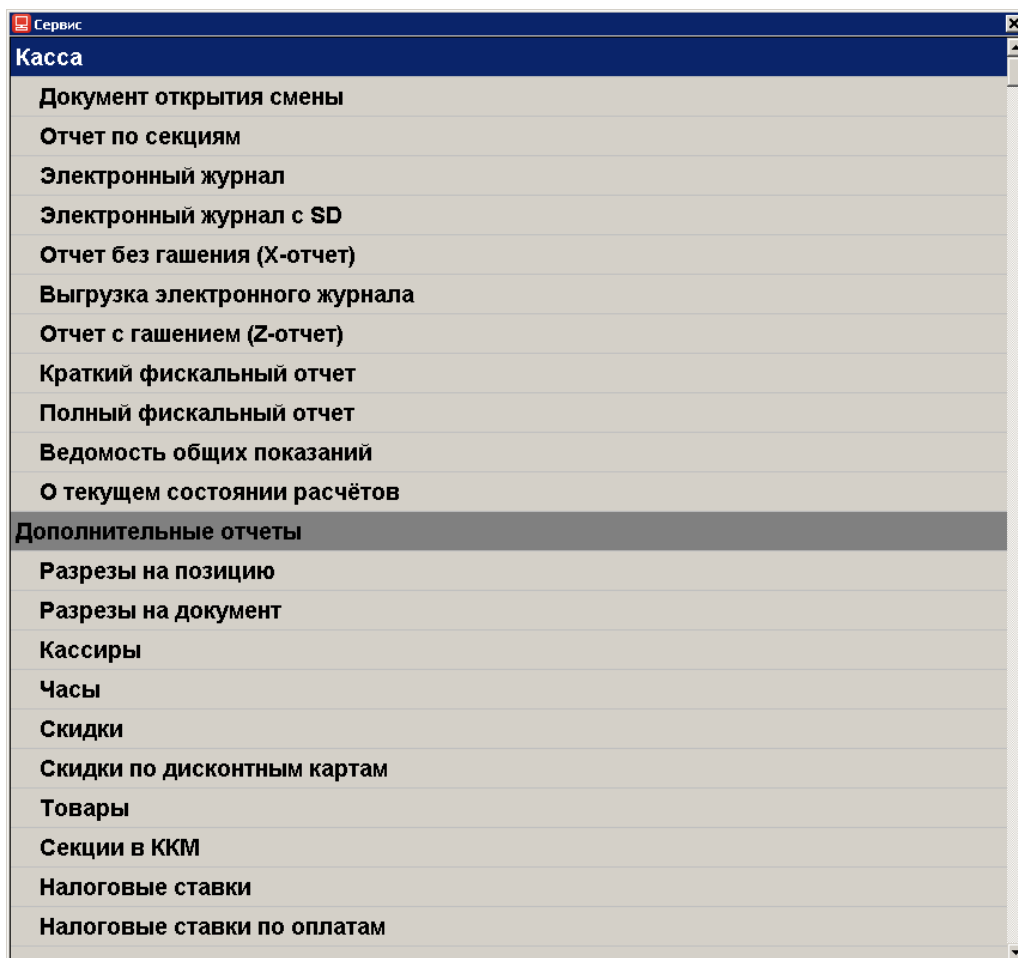 Сервис
Касса
Документ открытия смены
Отчет по секциям
Электронный журнал
Электронный журнал с SD
Отчет без гашения (X-отчет)
Выгрузка электронного журнала
Отчет с гашением (Z-отчет)
Краткий фискальный отчет
Полный фискальный отчет
Ведомость общих показаний
О текущем состоянии расчётов
Дополнительные отчеты
Разрезы на позицию
Разрезы на документ
Кассиры
Часы
Скидки
Скидки по дисконтным картам
Товары
Секции в ККМ
Налоговые ставки
Налоговые ставки по оплатам